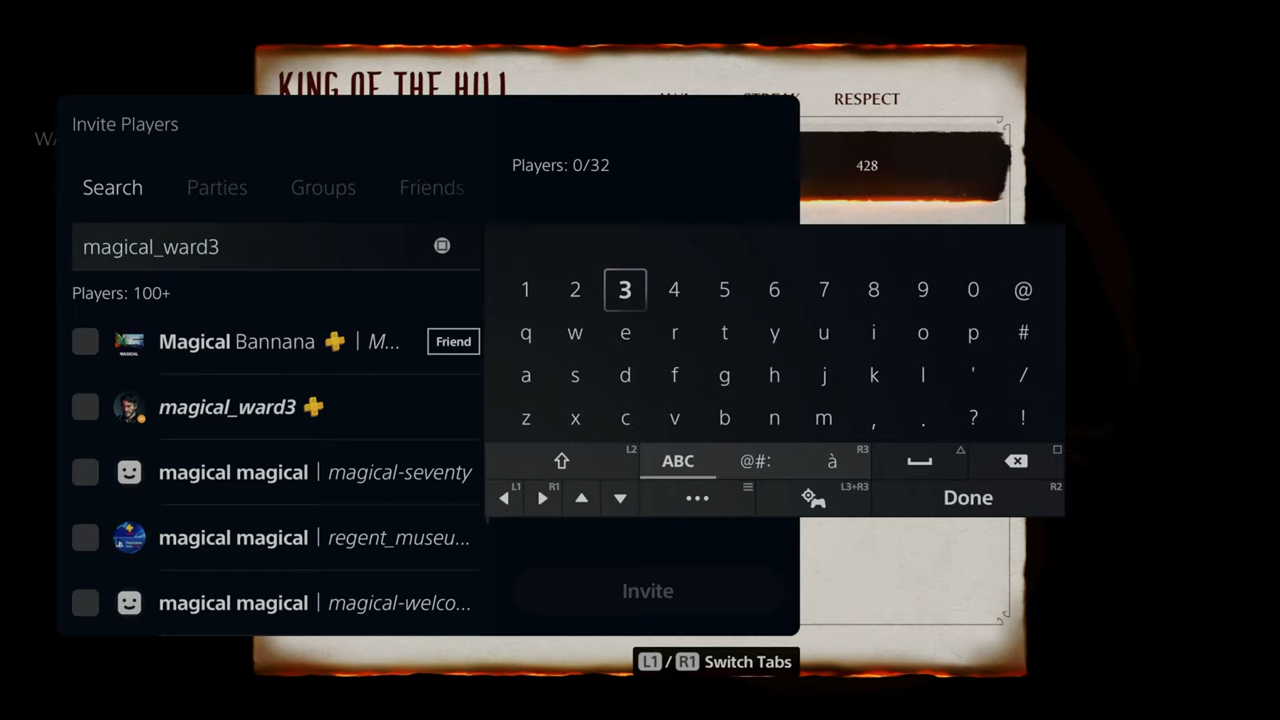 KING OF THE HILL
RESPECT
Invite Players
Players: 0/32
428
Search Parties Groups Friends
magical_ward3
Players: 100+
Magical Bannana | M... Friend
magical_ward3
magical magical | magical-seventy
magical magical | regent_museu...
magical magical | magical-welco...
1 2 3 4 5 6 7 8 9 0 @
q w e r t y u i o p #
a s d f g h j k l ' /
z x c v b n m , . ? !
L2 ABC @#: à R3
L1 R1 ... L3+R3 Done R2
Invite
L1 / R1 Switch Tabs